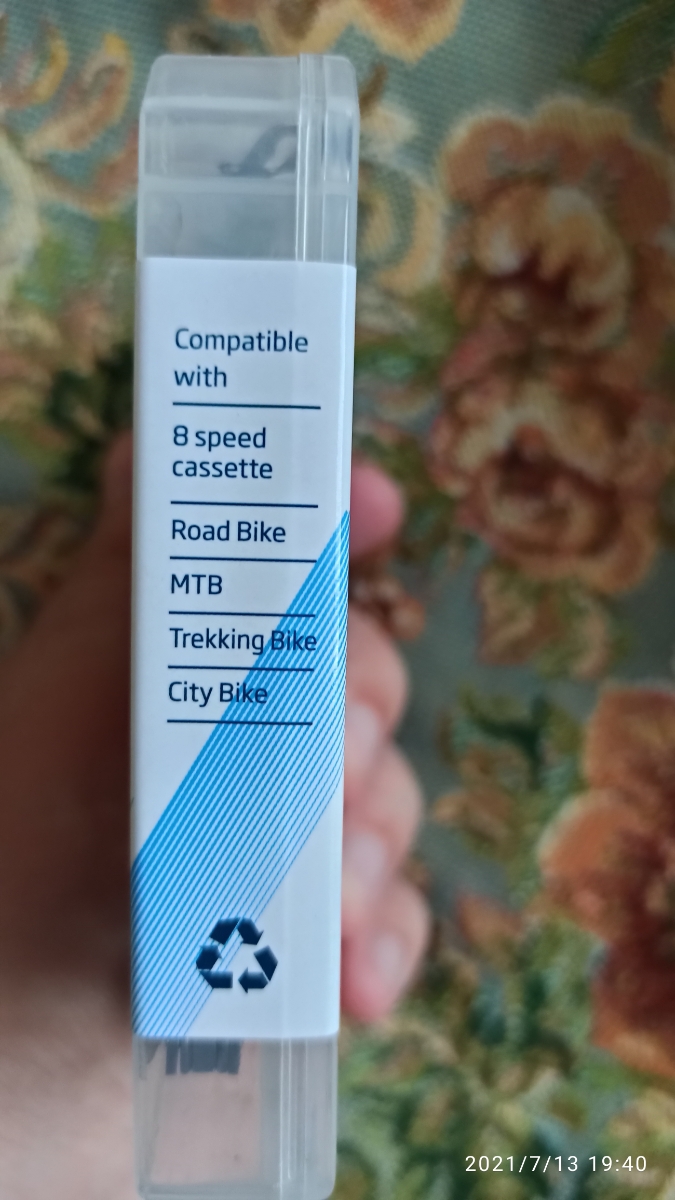 Compatible
with
8 speed
cassette
Road Bike
MTB
Trekking Bike
City Bike
2021/7/13 19:40